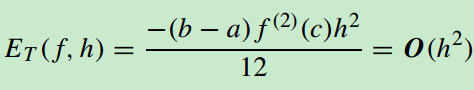 E_T(f, h) = \frac{-(b - a) f^{(2)}(c) h^2}{12} = O(h^2)